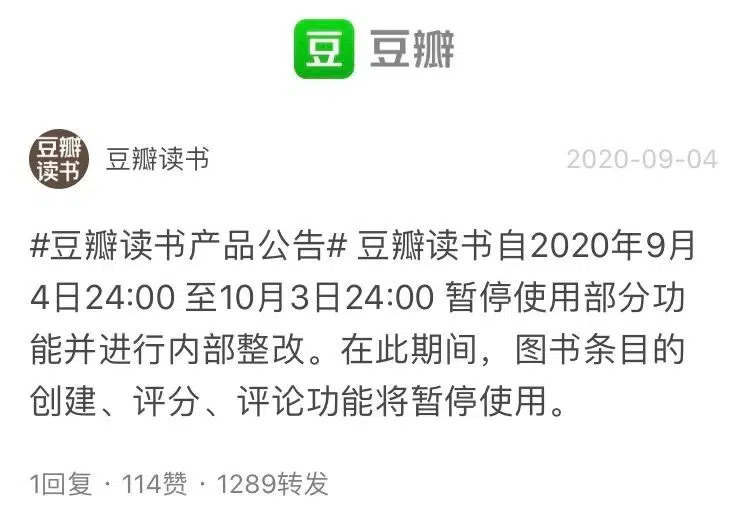 豆 豆瓣
豆瓣
读书
豆瓣读书
2020-09-04
#豆瓣读书产品公告# 豆瓣读书自2020年9月
4日24:00 至10月3日24:00 暂停使用部分功
能并进行内部整改。在此期间，图书条目的
创建、评分、评论功能将暂停使用。
1回复 · 114赞 · 1289转发